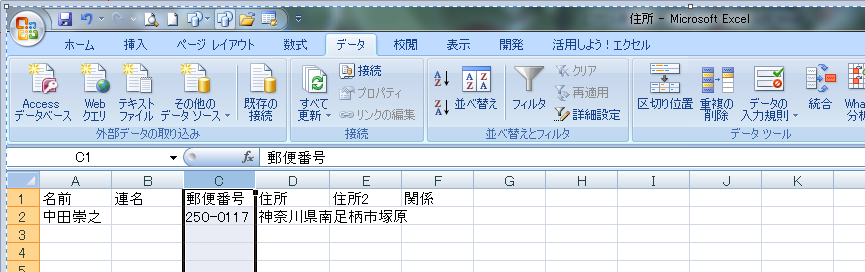 住所 - Microsoft Excel
ホーム 挿入 ページ レイアウト 数式 データ 校閲 表示 開発 活用しよう！エクセル
Access データベース
Web クエリ
テキスト ファイル
その他の データ ソース
既存の 接続
外部データの取り込み
すべて 更新
接続
プロパティ
リンクの編集
接続
並べ替え
フィルタ
クリア
再適用
詳細設定
並べ替えとフィルタ
区切り位置
重複の 削除
データの 入力規則
統合
What 分析
データ ツール
C1 fx 郵便番号
A B C D E F G H I J K
1 名前 連名 郵便番号 住所 住所2 関係
2 中田崇之 250-0117 神奈川県南足柄市塚原
3
4
5